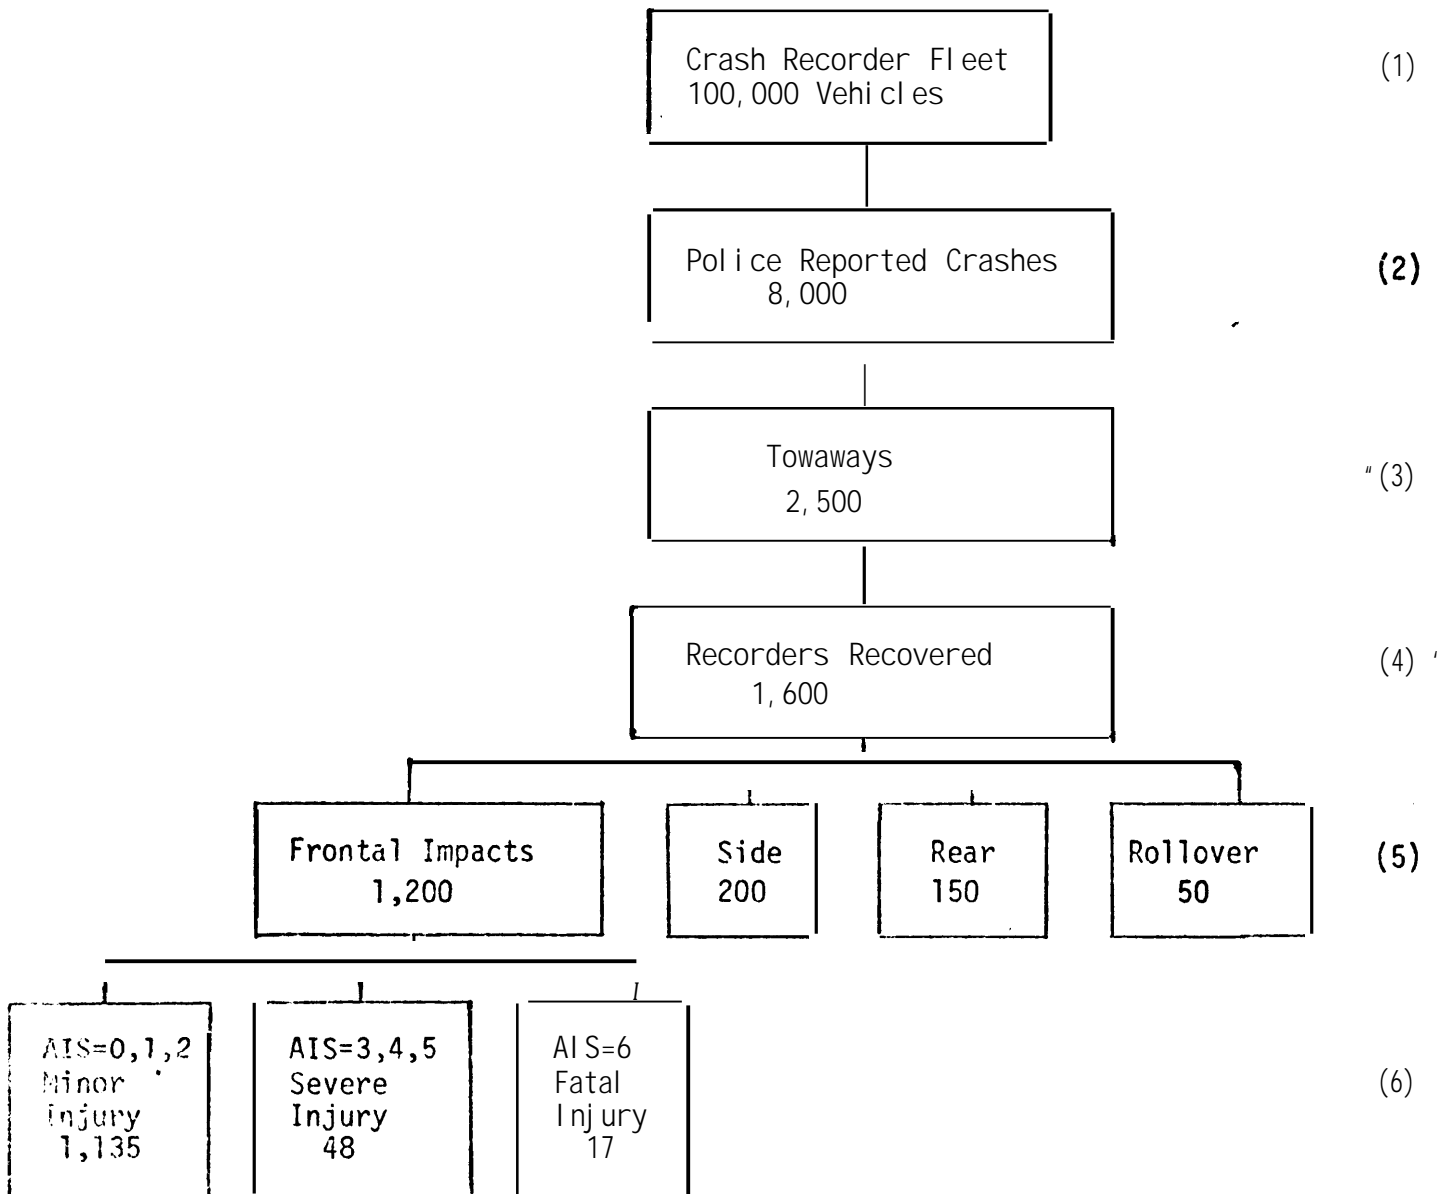 Crash Recorder Fleet
100,000 Vehicles
(1)
Police Reported Crashes
8,000
(2)
Towaways
2,500
"(3)
Recorders Recovered
1,600
(4) '
Frontal Impacts
1,200
Side
200
Rear
150
Rollover
50
(5)
AIS=0,1,2
Minor
Injury
1,135
AIS=3,4,5
Severe
Injury
48
AIS=6
Fatal
Injury
17
(6)